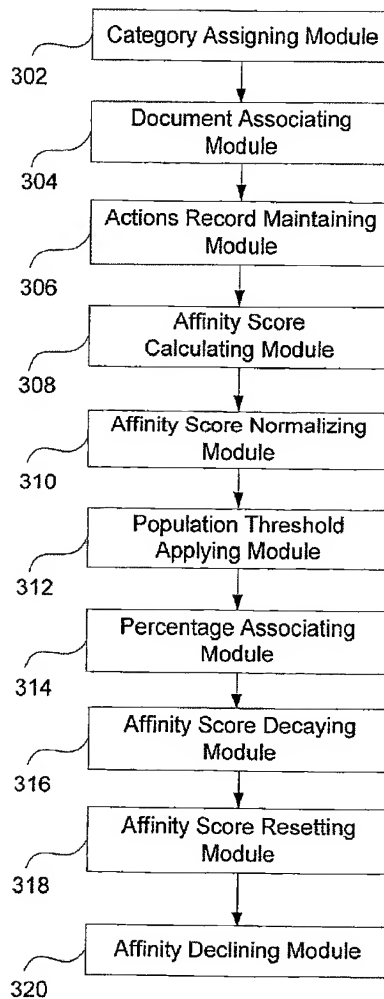 Category Assigning Module
302
Document Associating
Module
304
Actions Record Maintaining
Module
306
Affinity Score
Calculating Module
308
Affinity Score Normalizing
Module
310
Population Threshold
Applying Module
312
Percentage Associating
Module
314
Affinity Score Decaying
Module
316
Affinity Score Resetting
Module
318
Affinity Declining Module
320